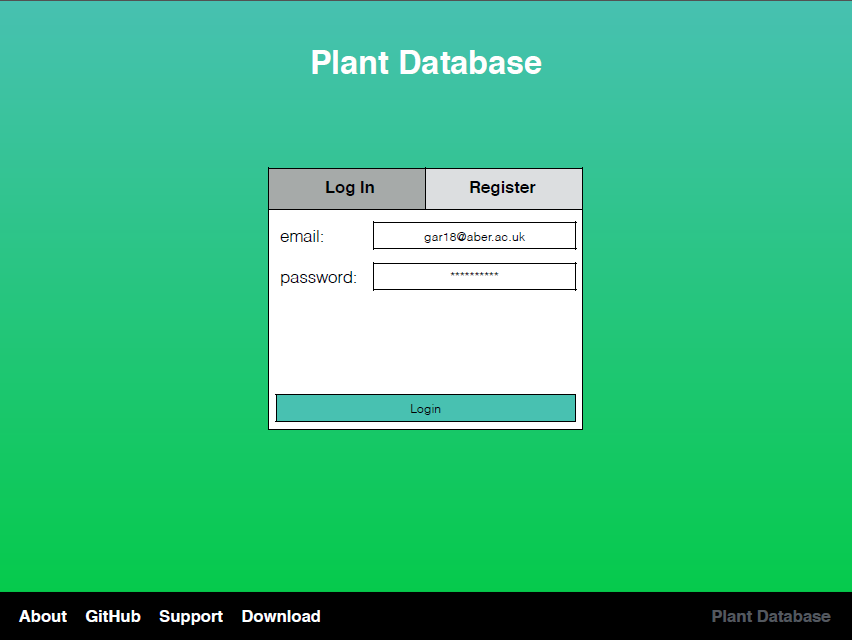 Plant Database
Log In Register
email: gar18@aber.ac.uk
password: **********
Login
About GitHub Support Download Plant Database